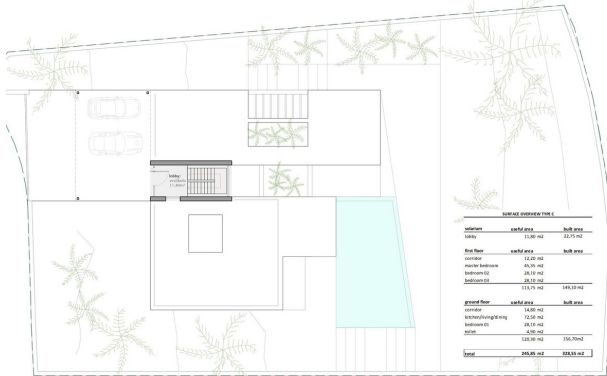 lobby:
vestibulo
11,80m2
SURFACE OVERVIEW TYPE C
solarium useful area built area
lobby 11,80 m2 22,75 m2
first floor useful area built area
corridor 12,20 m2
master bedroom 45,35 m2
bedroom 02 28,10 m2
bedroom 03 28,10 m2
113,75 m2 149,10 m2
ground floor useful area built area
corridor 14,80 m2
kitchen/living/dining 72,50 m2
bedroom 01 28,10 m2
toilet 4,90 m2
120,30 m2 156,70m2
total 245,85 m2 328,55 m2